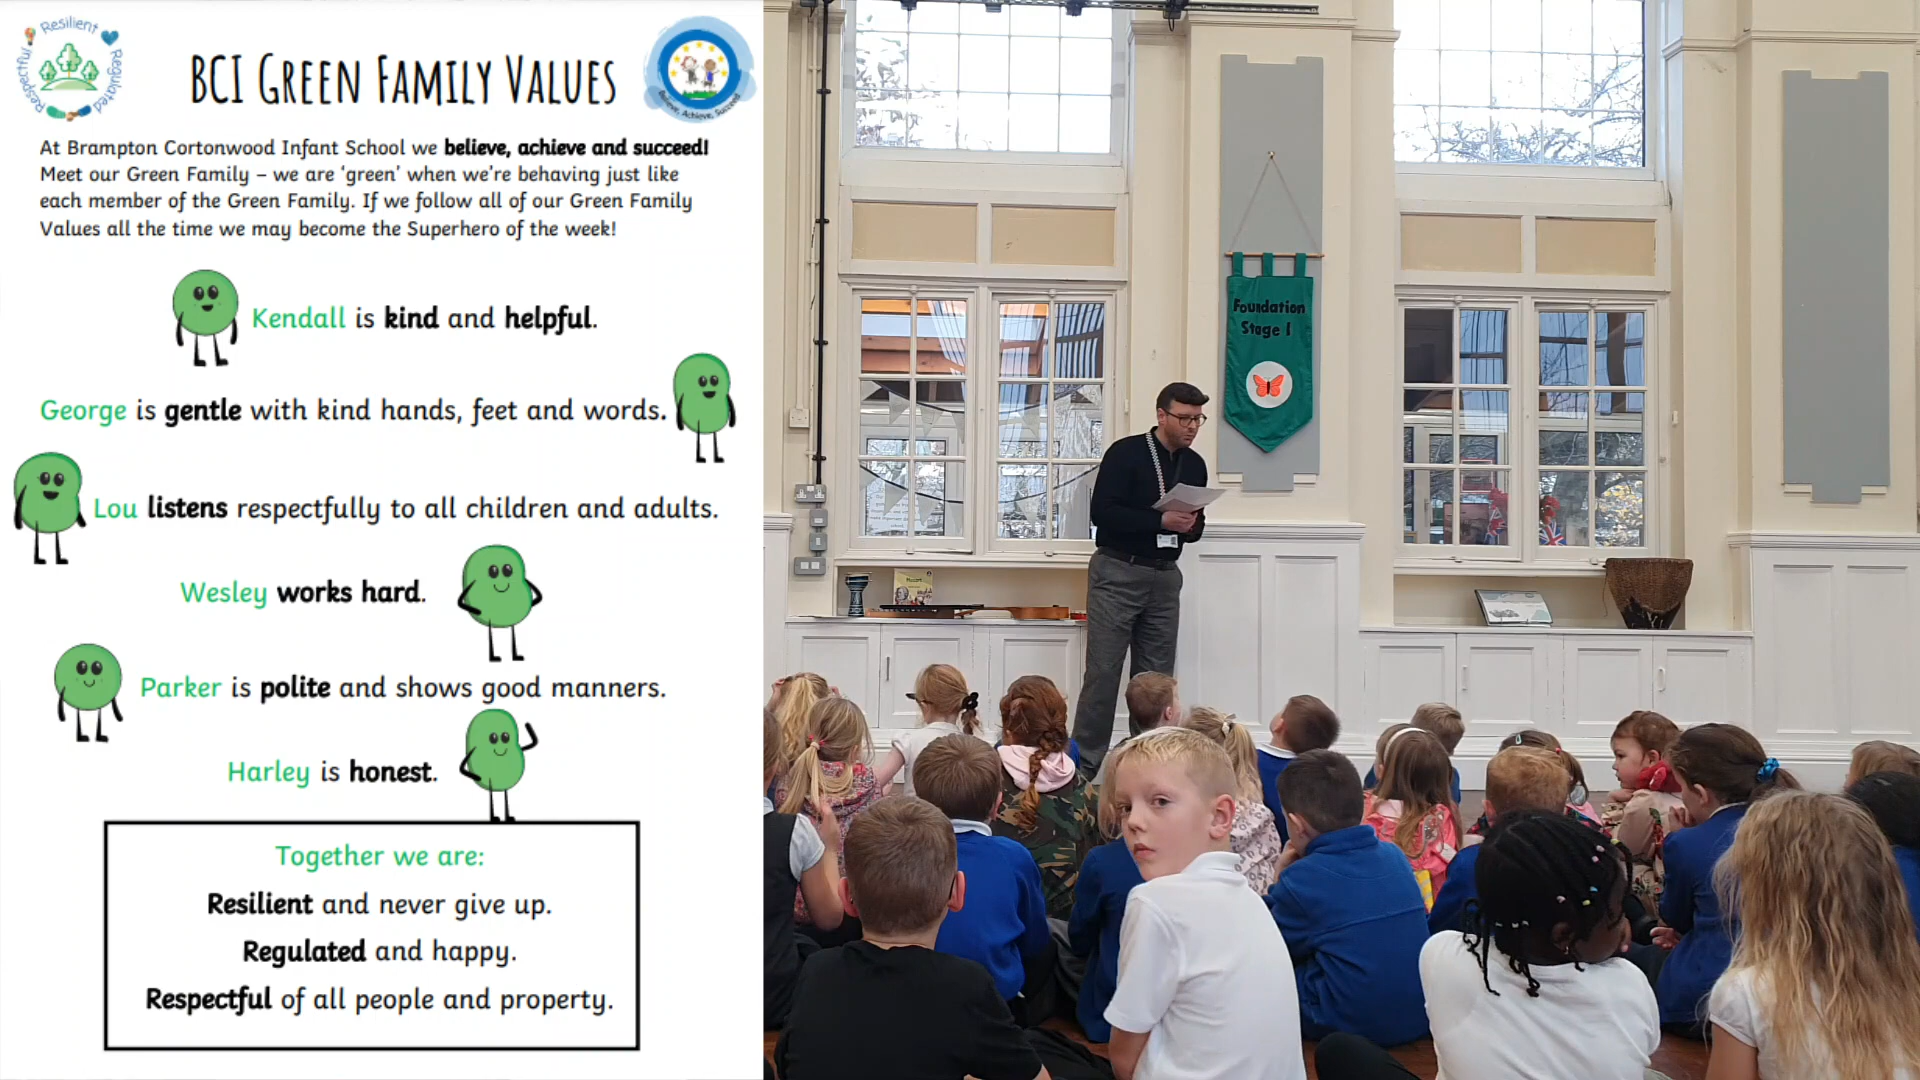 Resilient
Respectful
Regulated
BCI GREEN FAMILY VALUES
Believe, Achieve, Succeed
At Brampton Cortonwood Infant School we believe, achieve and succeed!
Meet our Green Family – we are ‘green’ when we’re behaving just like
each member of the Green Family. If we follow all of our Green Family
Values all the time we may become the Superhero of the week!
Kendall is kind and helpful.
George is gentle with kind hands, feet and words.
Lou listens respectfully to all children and adults.
Wesley works hard.
Parker is polite and shows good manners.
Harley is honest.
Together we are:
Resilient and never give up.
Regulated and happy.
Respectful of all people and property.
Foundation
Stage 1